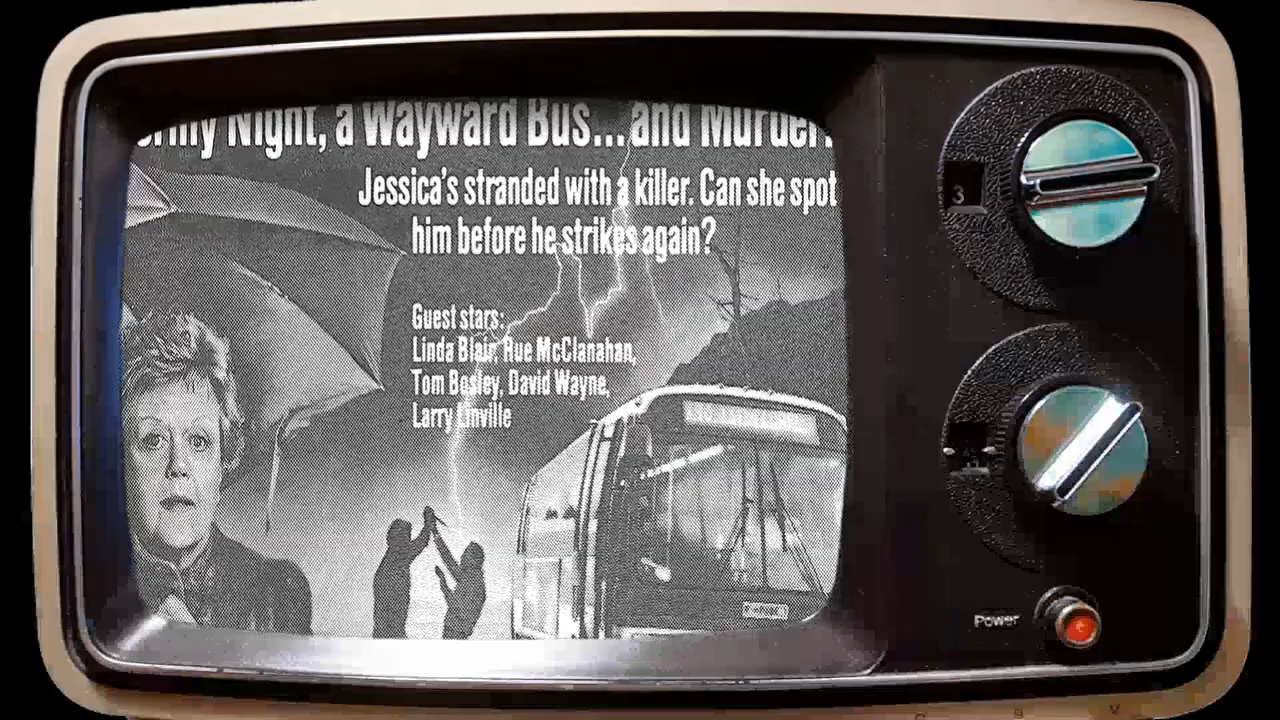 Night, a Wayward Bus...and Murder!
Jessica's stranded with a killer. Can she spot
him before he strikes again?
Guest stars:
Linda Blair, Rue McClanahan,
Tom Bosley, David Wayne,
Larry Linville
3
Power